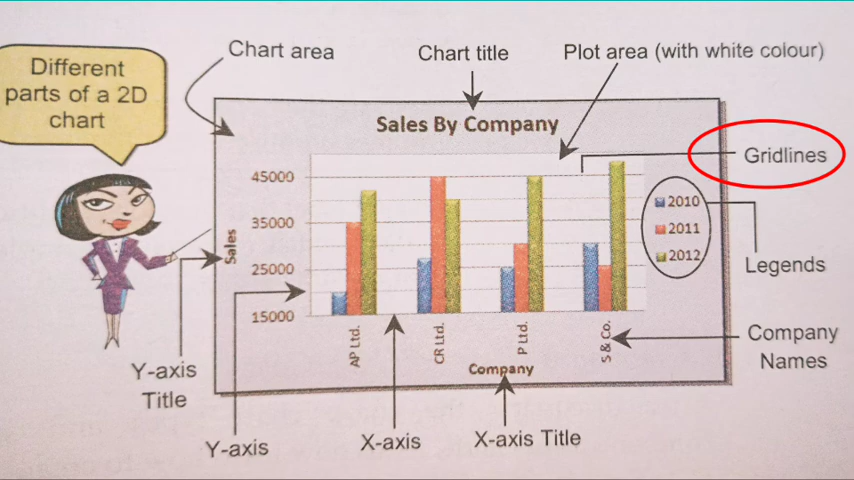 Different
parts of a 2D
chart
Chart area
Chart title
Plot area (with white colour)
Sales By Company
Gridlines
45000
35000
25000
15000
Sales
2010
2011
2012
Legends
AP Ltd.
CR Ltd.
P Ltd.
S & Co.
Company
Company
Names
Y-axis
Title
Y-axis
X-axis
X-axis Title